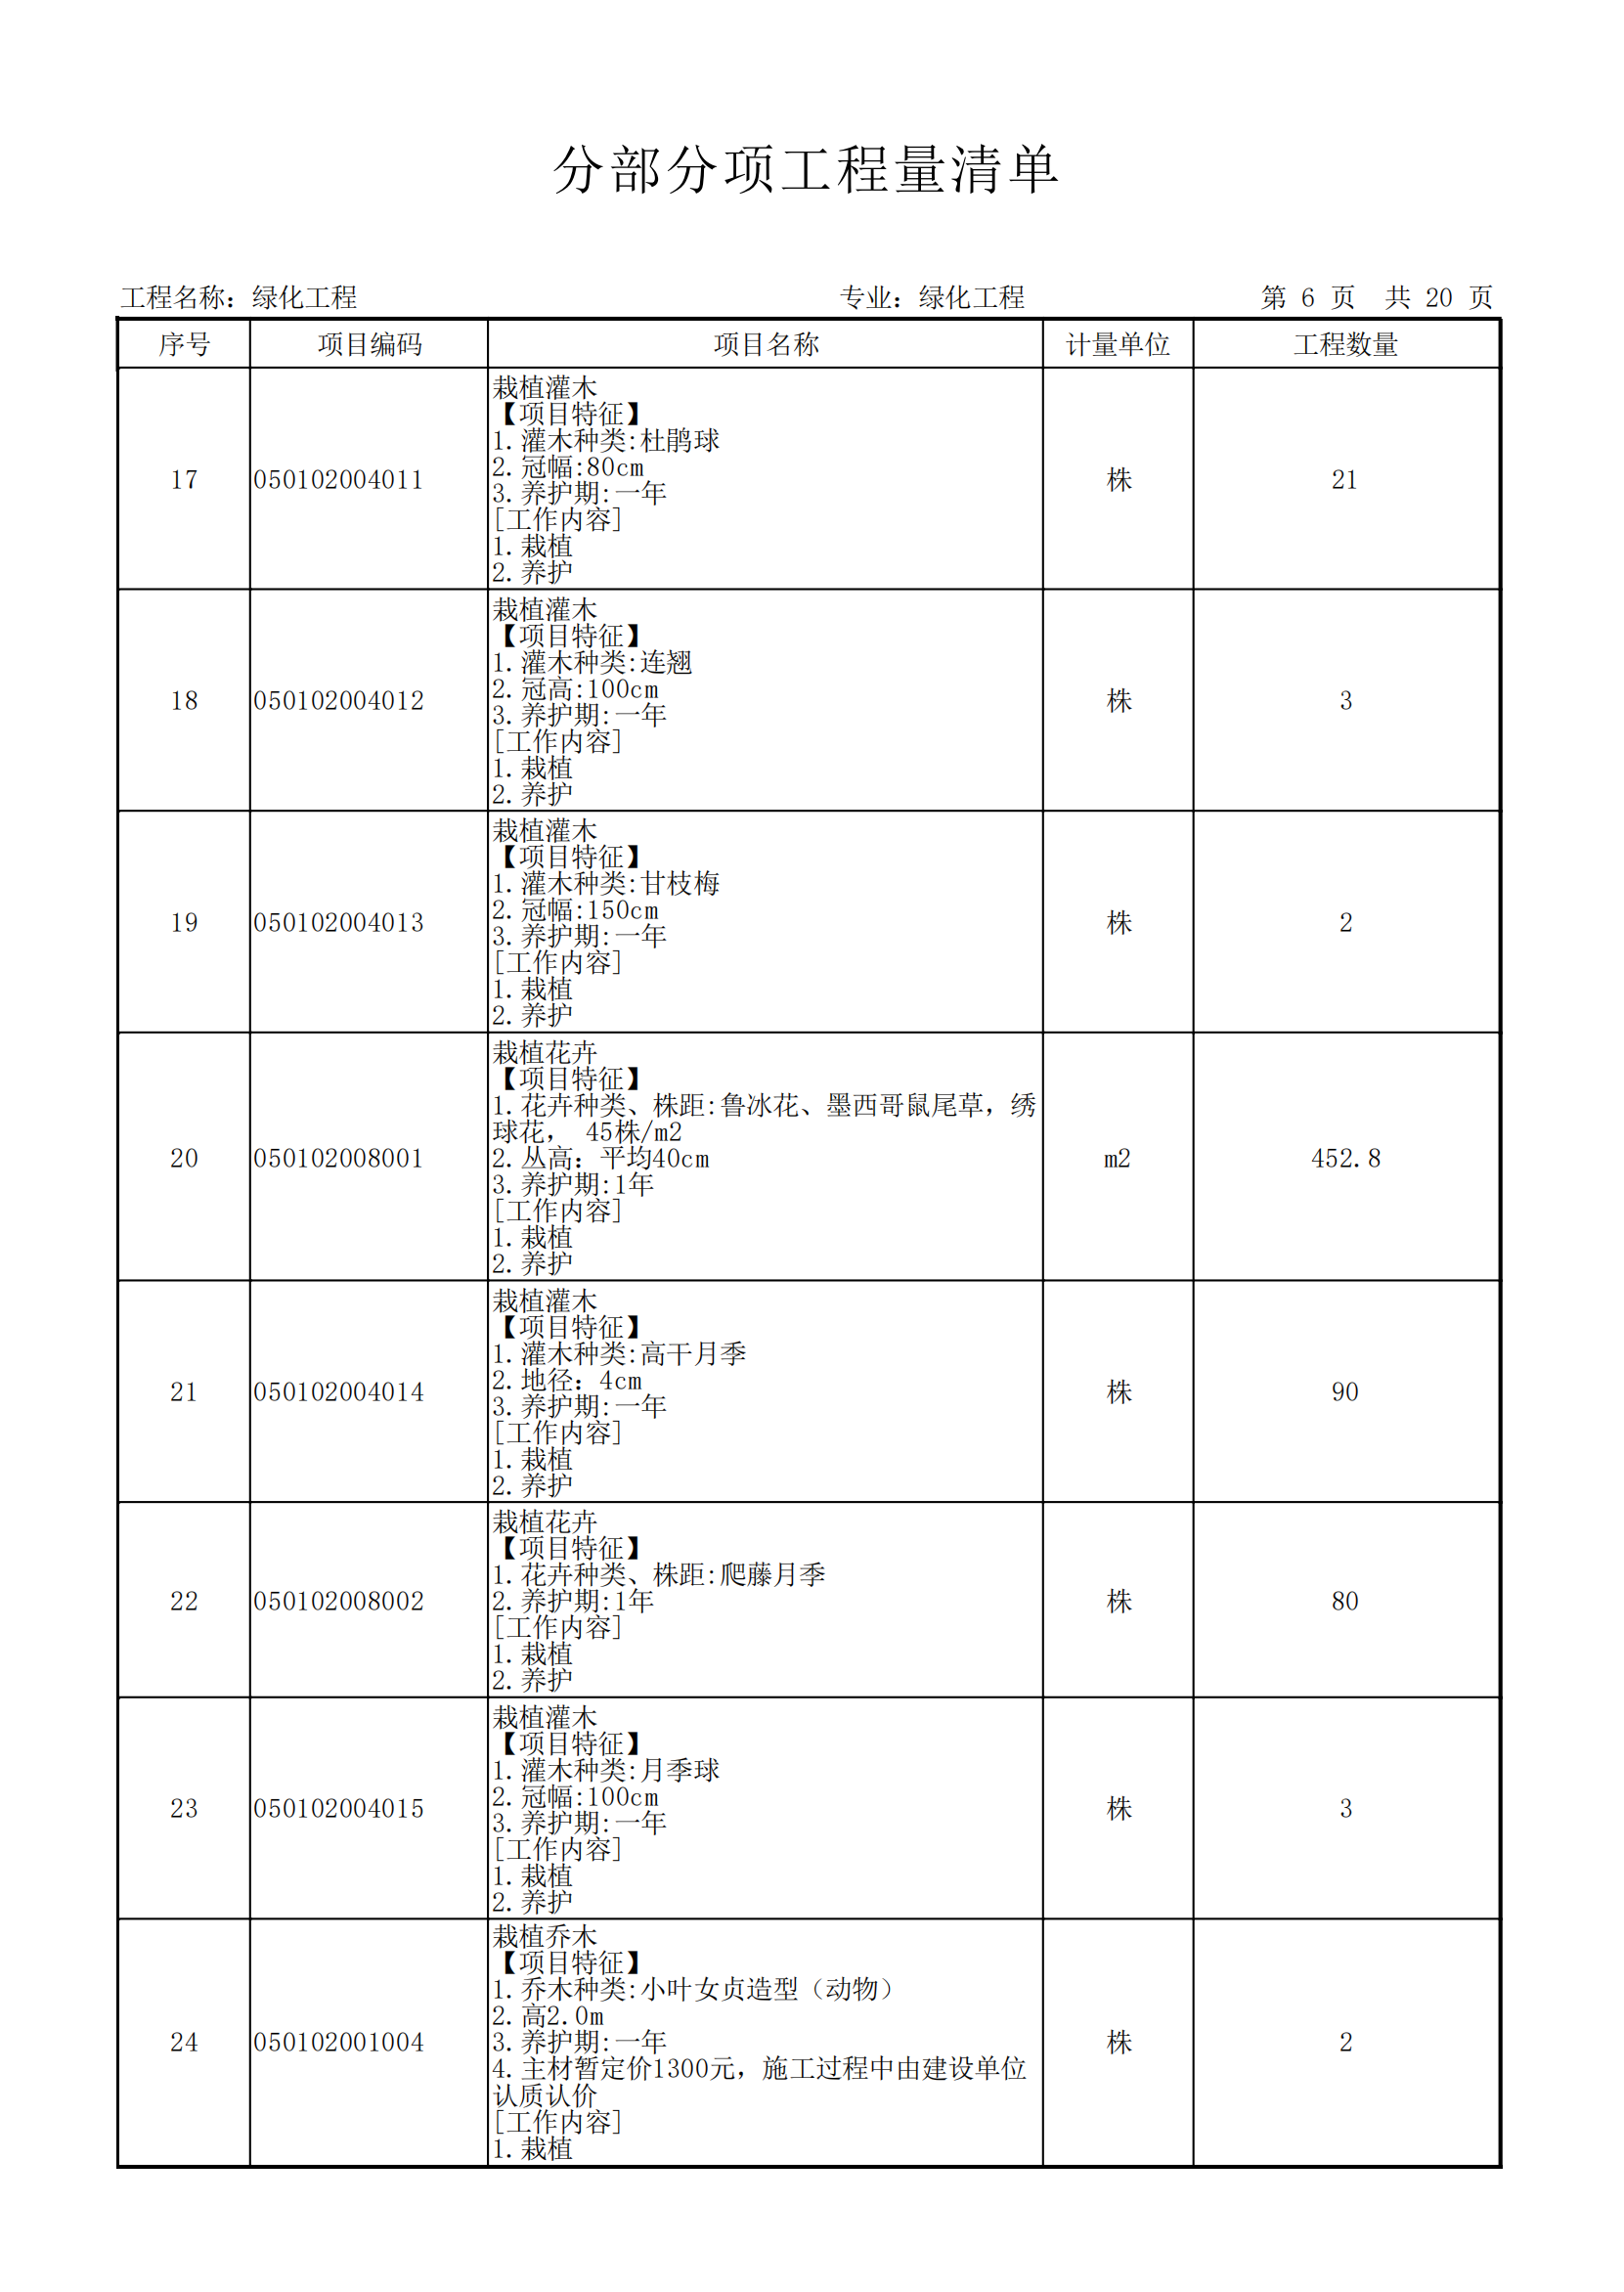 分部分项工程量清单
工程名称：绿化工程 专业：绿化工程 第 6 页 共 20 页
序号 项目编码 项目名称 计量单位 工程数量
栽植灌木
【项目特征】
1.灌木种类:杜鹃球
2.冠幅:80cm
17 050102004011 3.养护期:一年 株 21
[工作内容]
1.栽植
2.养护
栽植灌木
【项目特征】
1.灌木种类:连翘
2.冠高:100cm
18 050102004012 3.养护期:一年 株 3
[工作内容]
1.栽植
2.养护
栽植灌木
【项目特征】
1.灌木种类:甘枝梅
2.冠幅:150cm
19 050102004013 3.养护期:一年 株 2
[工作内容]
1.栽植
2.养护
栽植花卉
【项目特征】
1.花卉种类、株距:鲁冰花、墨西哥鼠尾草，绣
球花， 45株/m2
20 050102008001 2.丛高：平均40cm m2 452.8
3.养护期:1年
[工作内容]
1.栽植
2.养护
栽植灌木
【项目特征】
1.灌木种类:高干月季
2.地径：4cm
21 050102004014 3.养护期:一年 株 90
[工作内容]
1.栽植
2.养护
栽植花卉
【项目特征】
1.花卉种类、株距:爬藤月季
22 050102008002 2.养护期:1年 株 80
[工作内容]
1.栽植
2.养护
栽植灌木
【项目特征】
1.灌木种类:月季球
2.冠幅:100cm
23 050102004015 3.养护期:一年 株 3
[工作内容]
1.栽植
2.养护
栽植乔木
【项目特征】
1.乔木种类:小叶女贞造型（动物）
2.高2.0m
24 050102001004 3.养护期:一年 株 2
4.主材暂定价1300元，施工过程中由建设单位
认质认价
[工作内容]
1.栽植